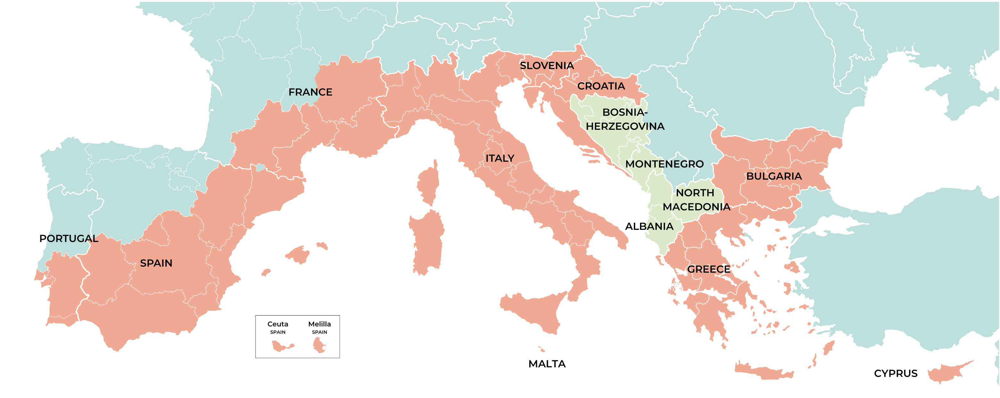 SLOVENIA
CROATIA
FRANCE
BOSNIA-
HERZEGOVINA
ITALY
MONTENEGRO
BULGARIA
NORTH
MACEDONIA
ALBANIA
PORTUGAL
SPAIN
GREECE
Ceuta
SPAIN
Melilla
SPAIN
MALTA
CYPRUS